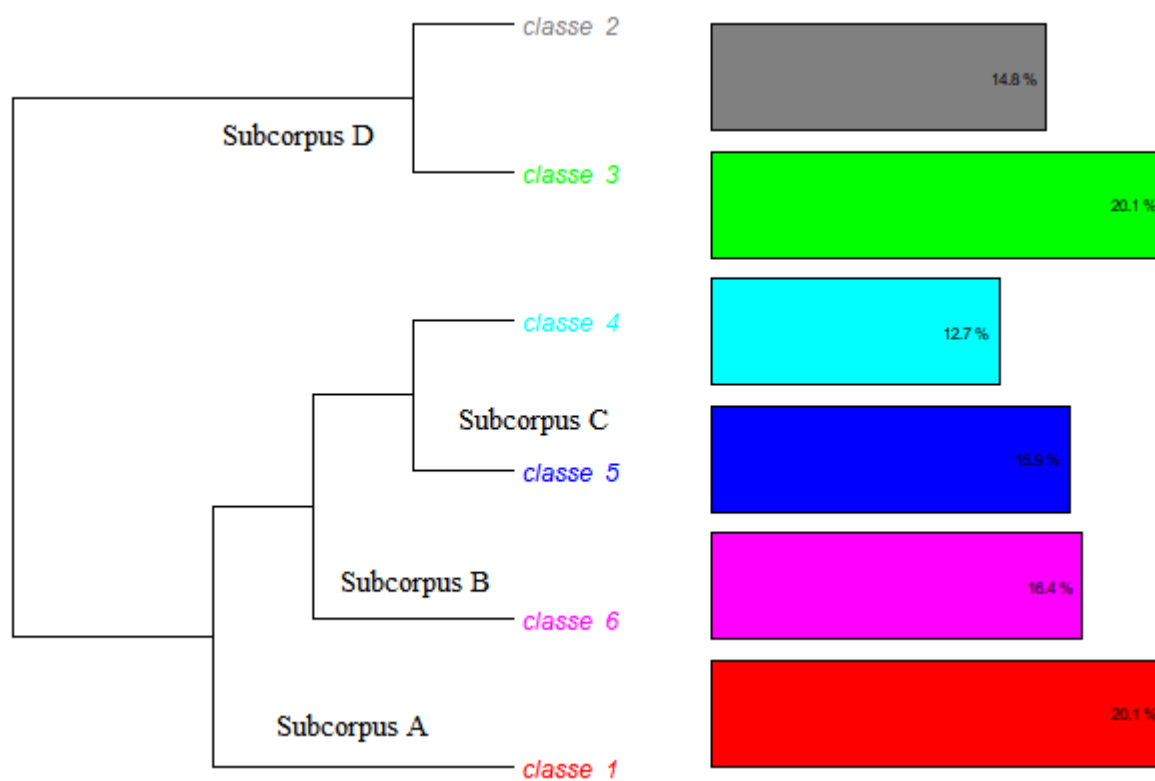 classe 2
14.8 %
Subcorpus D
classe 3
20.1 %
classe 4
12.7 %
Subcorpus C
classe 5
15.9 %
Subcorpus B
classe 6
16.4 %
Subcorpus A
classe 1
20.1 %